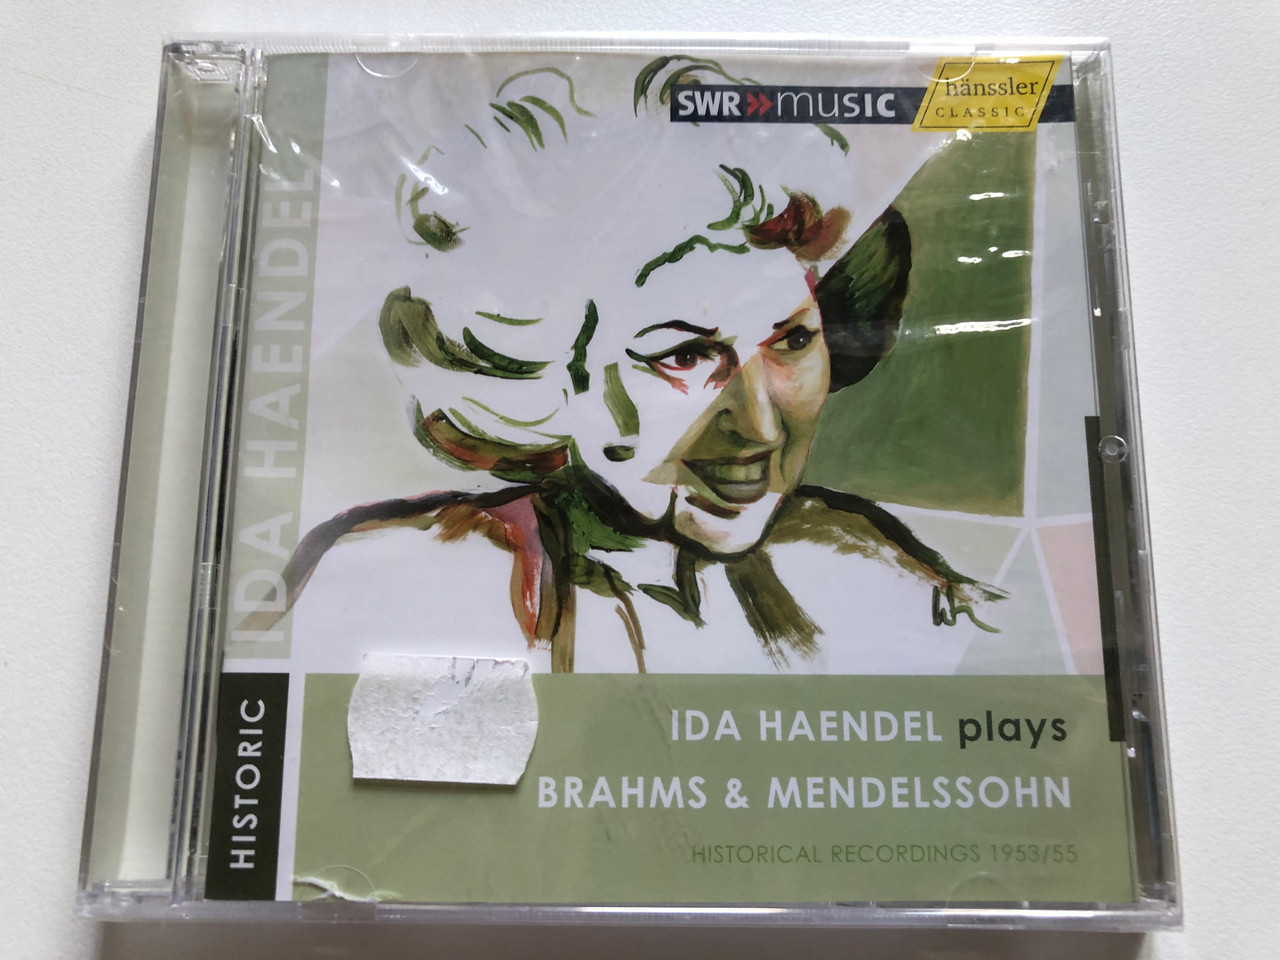 SWR»music
hänssler
CLASSIC
IDA HAENDEL
HISTORIC
IDA HAENDEL plays
BRAHMS & MENDELSSOHN
HISTORICAL RECORDINGS 1953/55